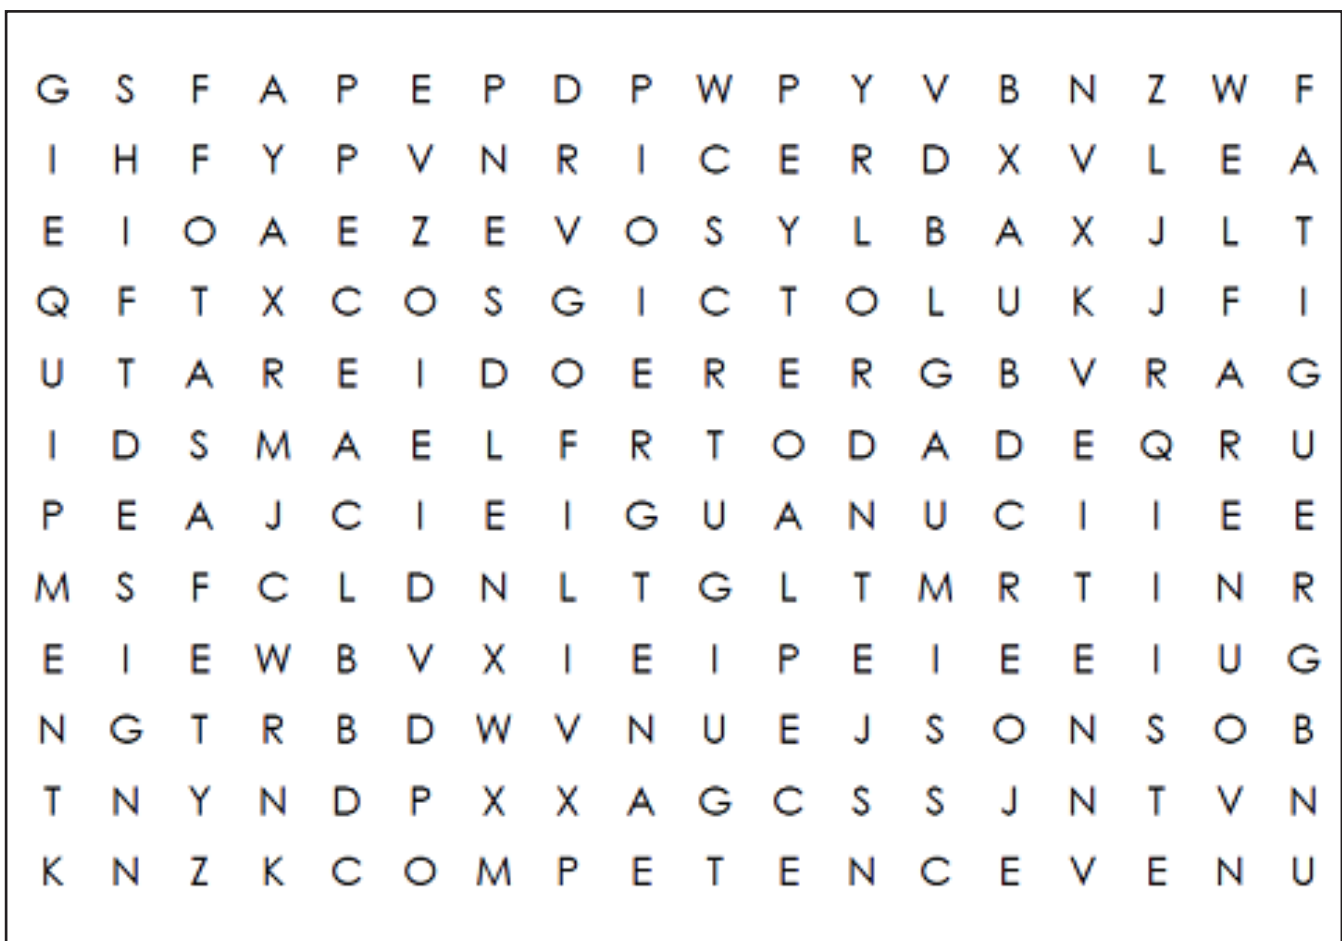 G S F A P E P D P W P Y V B N Z W F
I H F Y P V N R I C E R D X V L E A
E I O A E Z E V O S Y L B A X J L T
Q F T X C O S G I C T O L U K J F I
U T A R E I D O E R E R G B V R A G
I D S M A E L F R T O D A D E Q R U
P E A J C I E I G U A N U C I I E E
M S F C L D N L T G L T M R T I N R
E I E W B V X I E I P E I E E I U G
N G T R B D W V N U E J S O N S O B
T N Y N D P X X A G C S S J N T V N
K N Z K C O M P E T E N C E V E N U